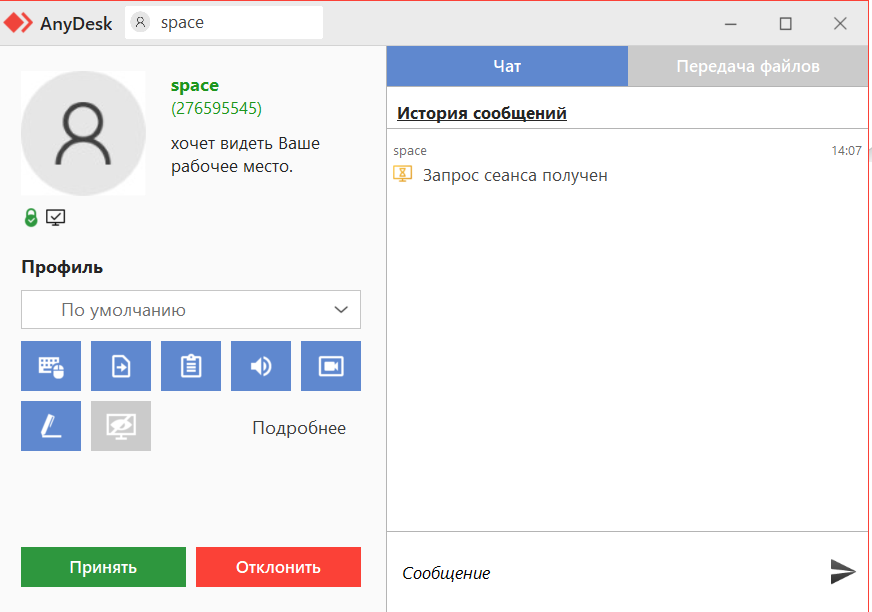 AnyDesk
space
space
(276595545)
хочет видеть Ваше
рабочее место.
Профиль
По умолчанию
Подробнее
Принять
Отклонить
Чат
Передача файлов
История сообщений
space
14:07
Запрос сеанса получен
Сообщение